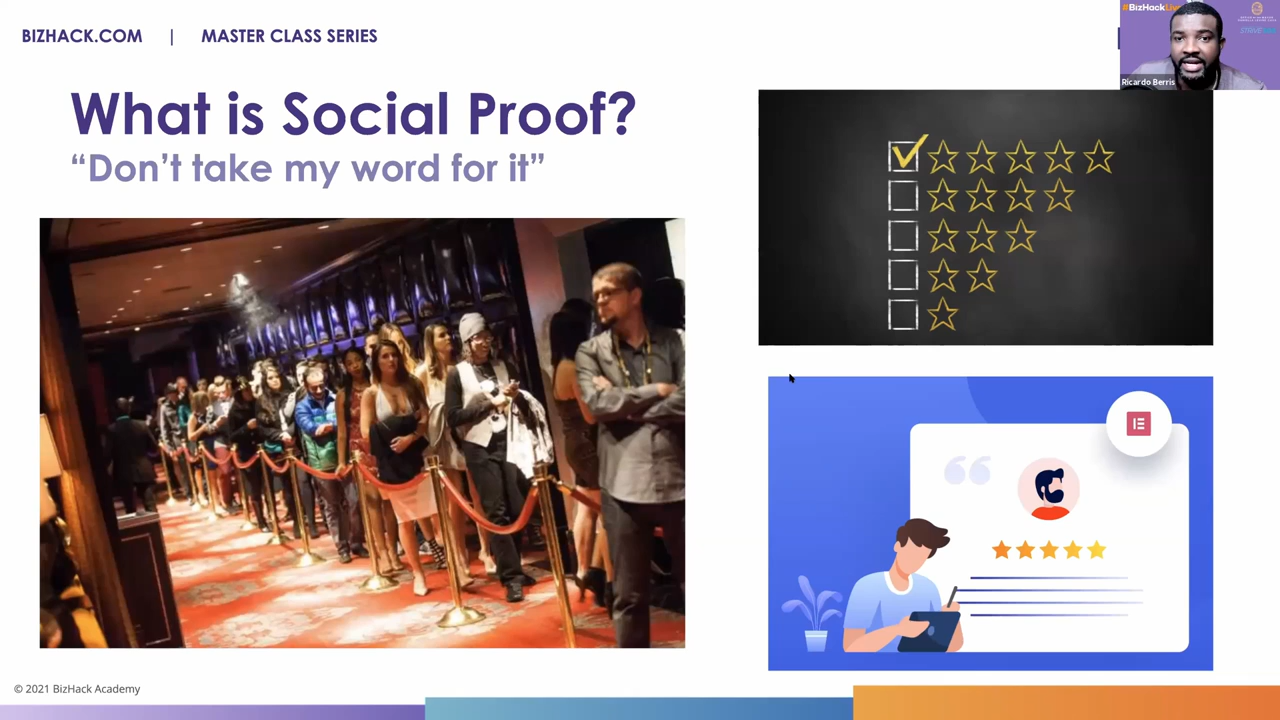 BIZHACK.COM | MASTER CLASS SERIES
#BizHackLive
Ricardo Berris
What is Social Proof?
“Don’t take my word for it”
© 2021 BizHack Academy